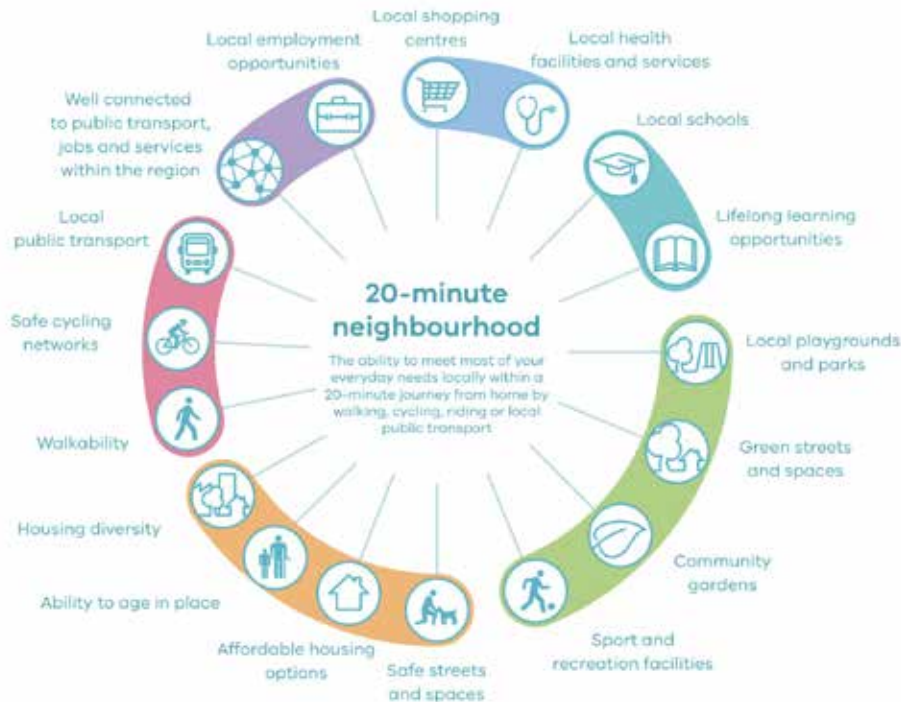 Local shopping
centres
Local health
facilities and services
Local schools
Lifelong learning
opportunities
Local playgrounds
and parks
Green streets
and spaces
Community
gardens
Sport and
recreation facilities
Safe streets
and spaces
Affordable housing
options
Ability to age in place
Housing diversity
Walkability
Safe cycling
networks
Local
public transport
Well connected
to public transport,
jobs and services
within the region
Local employment
opportunities
20-minute
neighbourhood
The ability to meet most of your
everyday needs locally within a
20-minute journey from home by
walking, cycling, riding or local
public transport